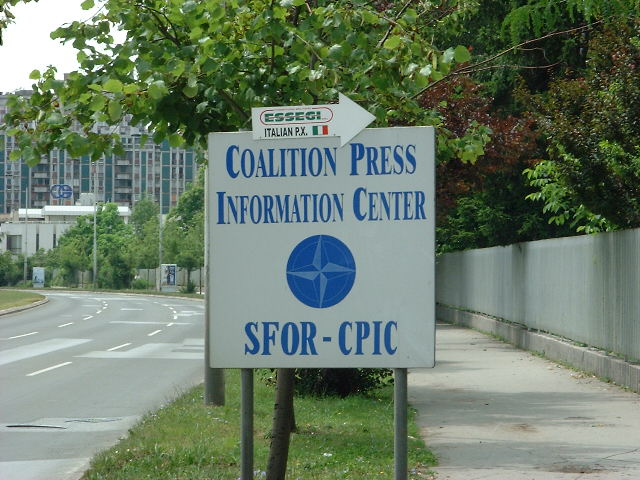 ESSEGI
ITALIAN P.X.
COALITION PRESS
INFORMATION CENTER
SFOR-CPIC